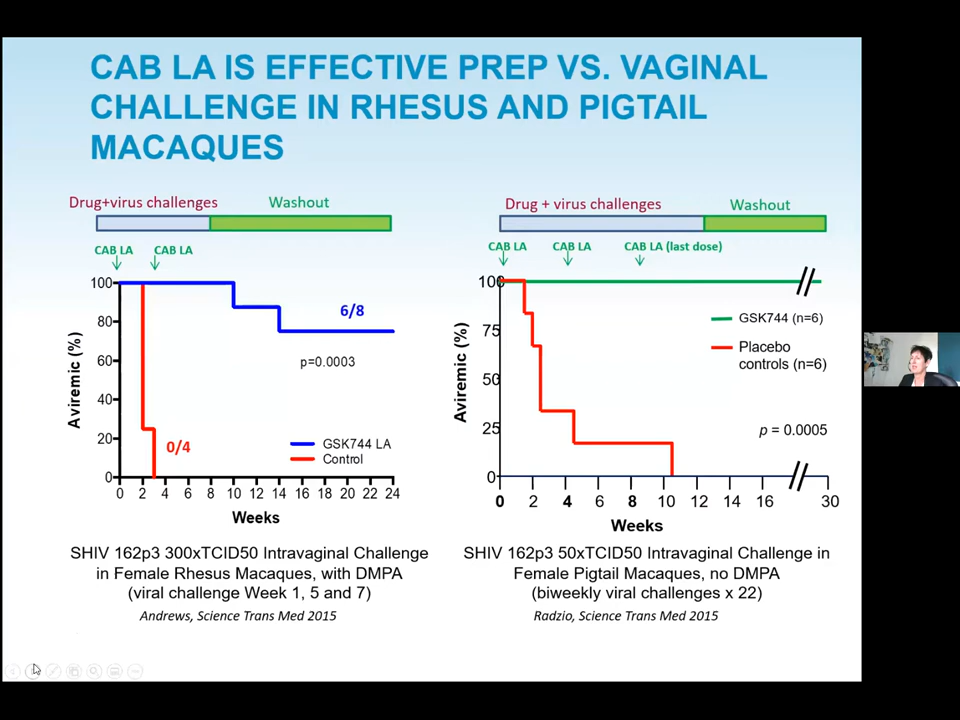 CAB LA IS EFFECTIVE PREP VS. VAGINAL
CHALLENGE IN RHESUS AND PIGTAIL
MACAQUES
Drug+virus challenges
Washout
CAB LA
CAB LA
100
80
60
40
20
0
Aviremic (%)
6/8
p=0.0003
0/4
GSK744 LA
Control
0 2 4 6 8 10 12 14 16 18 20 22 24
Weeks
SHIV 162p3 300xTCID50 Intravaginal Challenge
in Female Rhesus Macaques, with DMPA
(viral challenge Week 1, 5 and 7)
Andrews, Science Trans Med 2015
Drug + virus challenges
Washout
CAB LA
CAB LA
CAB LA (last dose)
100
75
50
25
0
Aviremic (%)
GSK744 (n=6)
Placebo
controls (n=6)
p = 0.0005
0 2 4 6 8 10 12 14 16 30
Weeks
SHIV 162p3 50xTCID50 Intravaginal Challenge in
Female Pigtail Macaques, no DMPA
(biweekly viral challenges x 22)
Radzio, Science Trans Med 2015